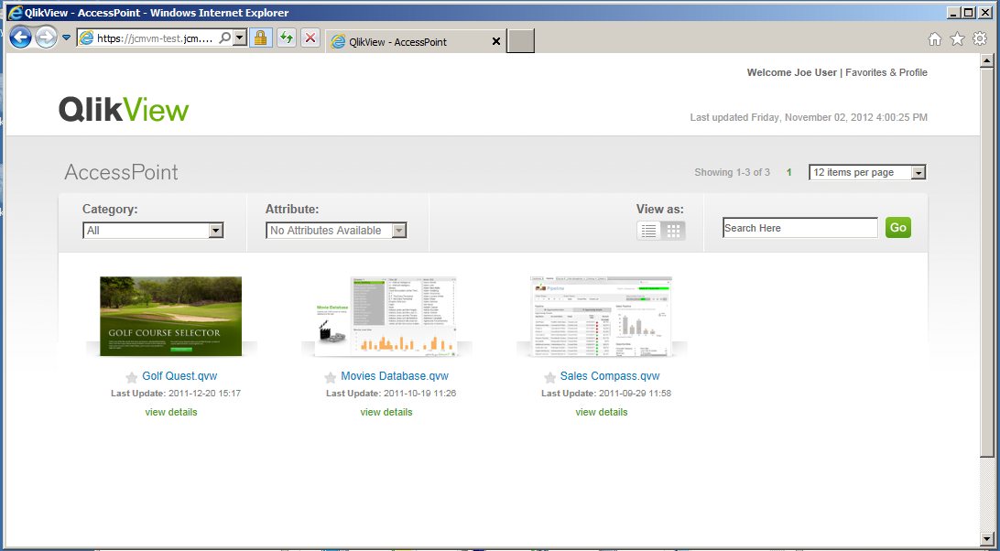 QlikView - AccessPoint - Windows Internet Explorer
https://jcmvm-test.jcm....
QlikView - AccessPoint
Welcome Joe User | Favorites & Profile
QlikView
Last updated Friday, November 02, 2012 4:00:25 PM
AccessPoint
Showing 1-3 of 3 1 12 items per page
Category: Attribute: View as:
All No Attributes Available Search Here Go
Movie Database
Pipeline
GOLF COURSE SELECTOR
Golf Quest.qvw Movies Database.qvw Sales Compass.qvw
Last Update: 2011-12-20 15:17 Last Update: 2011-10-19 11:26 Last Update: 2011-09-29 11:58
view details view details view details